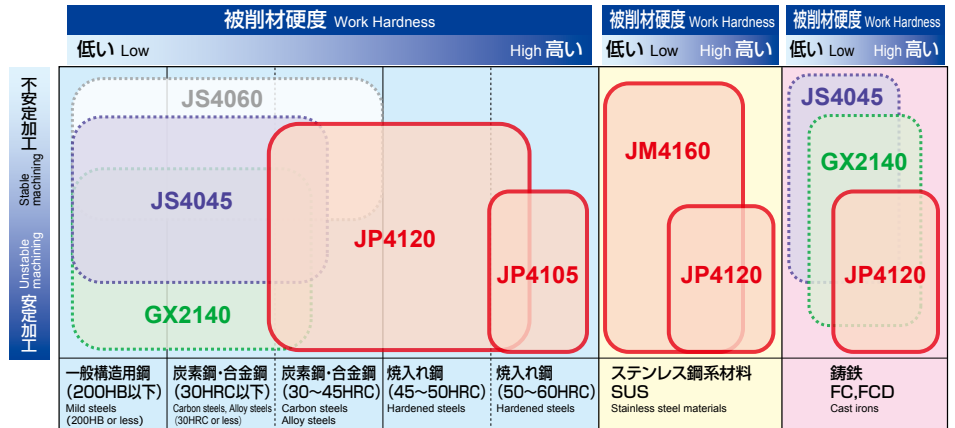 被削材硬度 Work Hardness
低い Low High 高い
被削材硬度 Work Hardness
低い Low High 高い
被削材硬度 Work Hardness
低い Low High 高い
不安定加工
Stable
machining
Unstable
machining
安定加工
JS4060
JS4045
GX2140
JP4120
JP4105
JM4160
JP4120
JS4045
GX2140
JP4120
一般構造用鋼
(200HB以下)
Mild steels
(200HB or less)
炭素鋼・合金鋼
(30HRC以下)
Carbon steels, Alloy steels
(30HRC or less)
炭素鋼・合金鋼
(30～45HRC)
Carbon steels
Alloy steels
焼入れ鋼
(45～50HRC)
Hardened steels
焼入れ鋼
(50～60HRC)
Hardened steels
ステンレス鋼系材料
SUS
Stainless steel materials
鋳鉄
FC,FCD
Cast irons